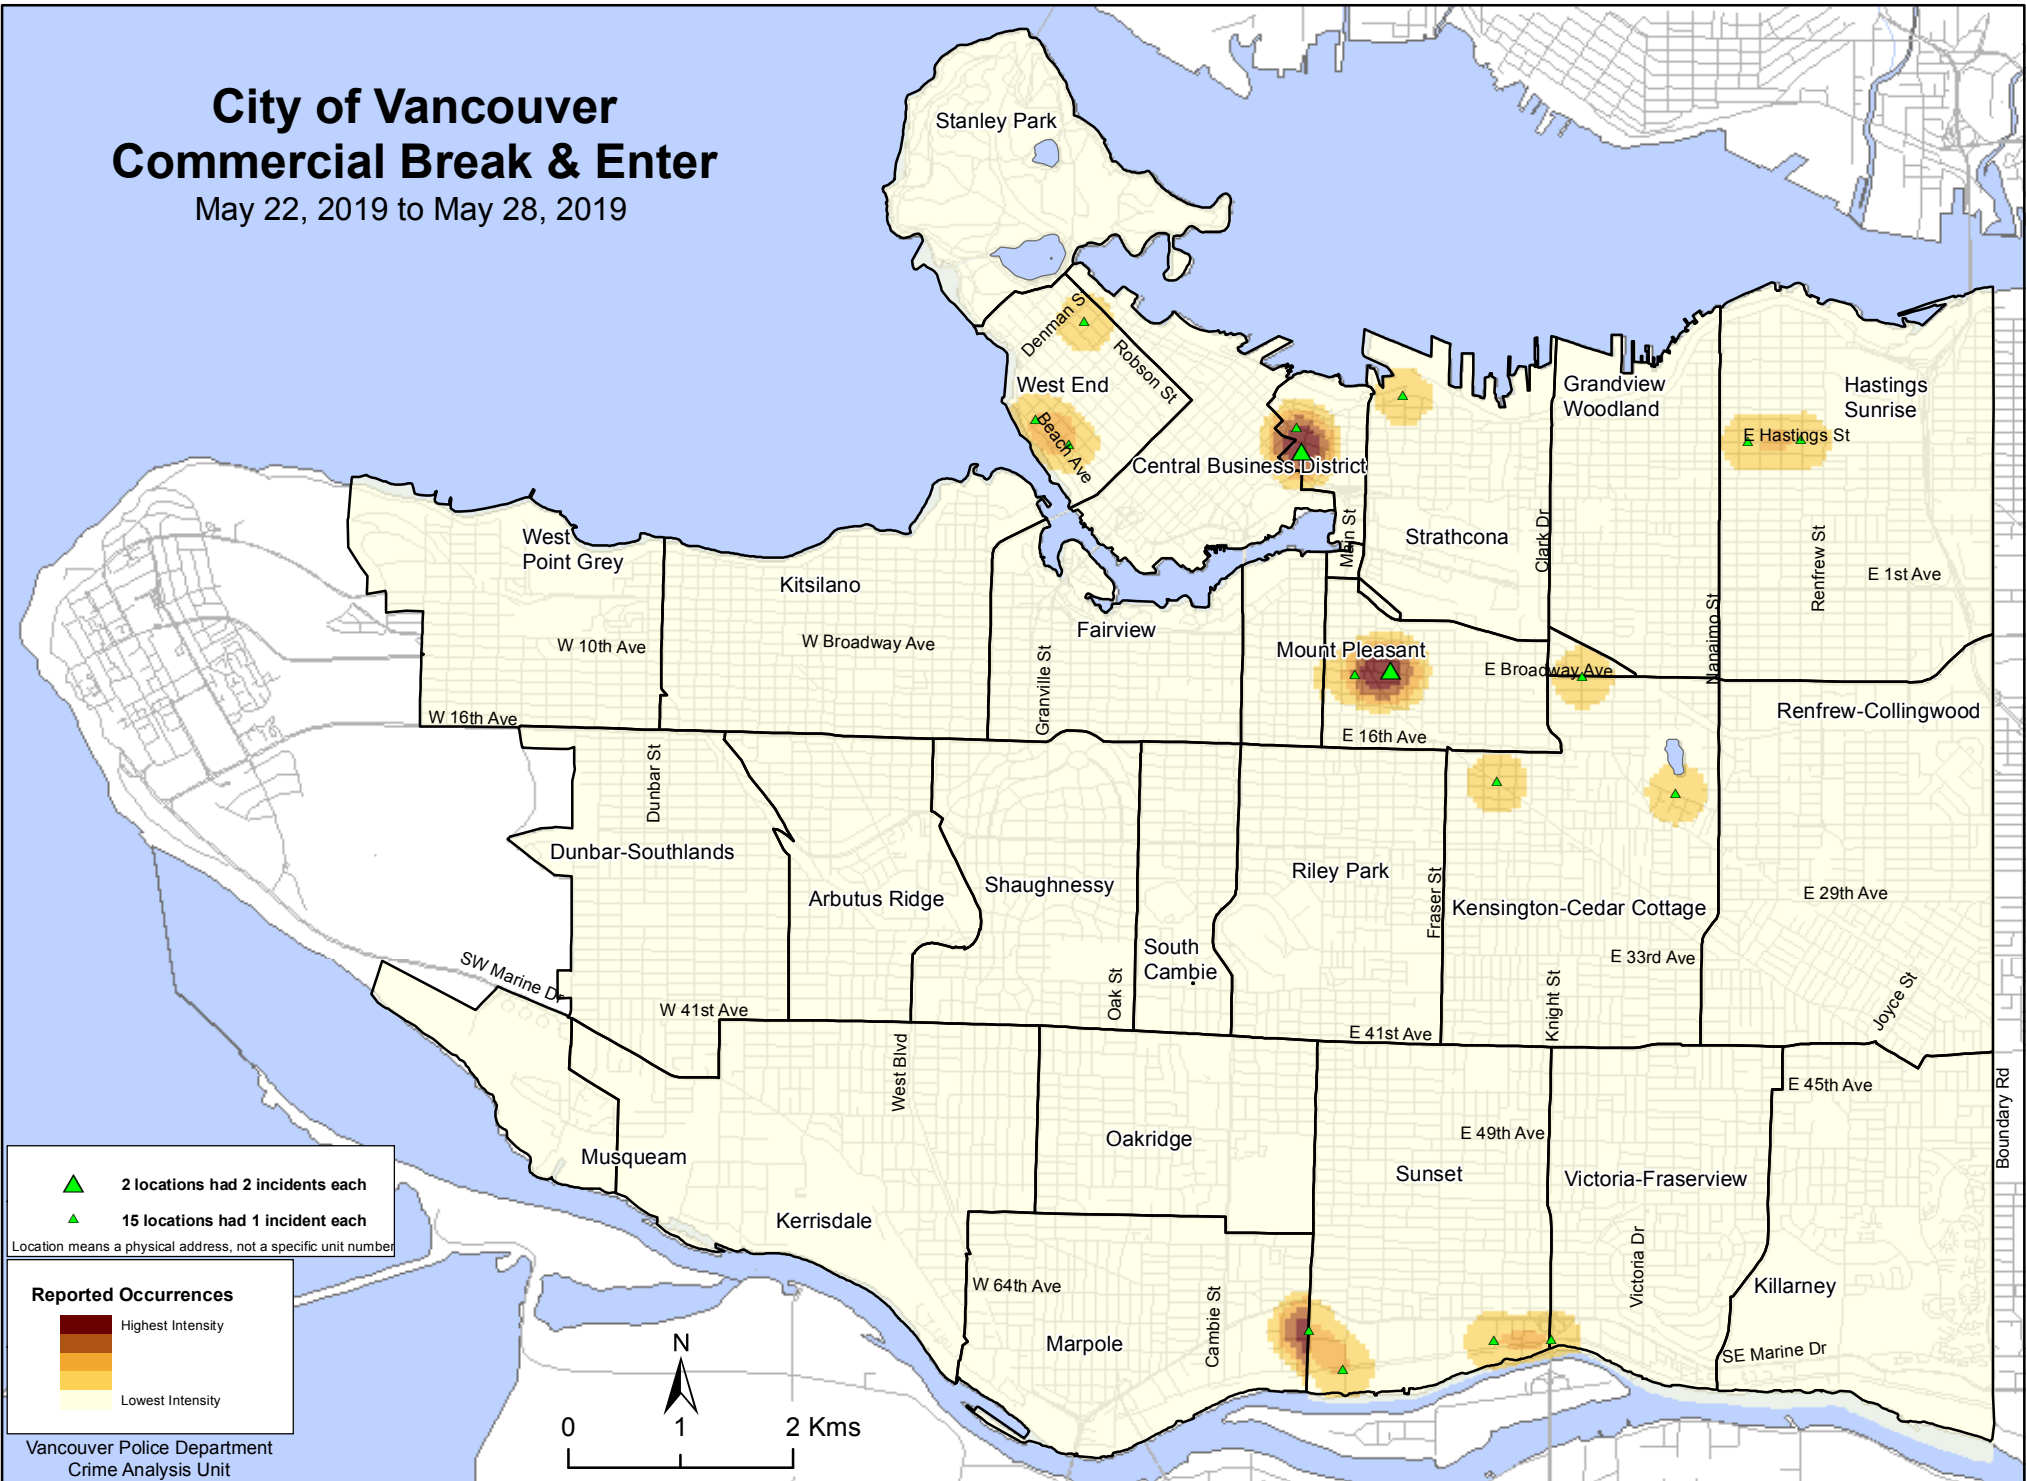 City of Vancouver
Commercial Break & Enter
May 22, 2019 to May 28, 2019
Stanley Park
Denman S
Robson St
West End
Beach Ave
Central Business District
Grandview
Woodland
Hastings
Sunrise
E Hastings St
Main St
Strathcona
Clark Dr
Renfrew St
E 1st Ave
Nanaimo St
West
Point Grey
Kitsilano
Fairview
W 10th Ave
W Broadway Ave
Granville St
Mount Pleasant
E Broadway Ave
W 16th Ave
E 16th Ave
Renfrew-Collingwood
Dunbar St
Dunbar-Southlands
Arbutus Ridge
Shaughnessy
Riley Park
Fraser St
Kensington-Cedar Cottage
E 29th Ave
South
Cambie
E 33rd Ave
SW Marine Dr
Oak St
Knight St
Joyce St
W 41st Ave
E 41st Ave
West Blvd
E 45th Ave
Boundary Rd
Oakridge
E 49th Ave
Musqueam
Sunset
Victoria-Fraserview
Kerrisdale
Victoria Dr
W 64th Ave
Cambie St
Killarney
Marpole
SE Marine Dr
2 locations had 2 incidents each
15 locations had 1 incident each
Location means a physical address, not a specific unit number
Reported Occurrences
Highest Intensity
Lowest Intensity
N
0 1 2 Kms
Vancouver Police Department
Crime Analysis Unit